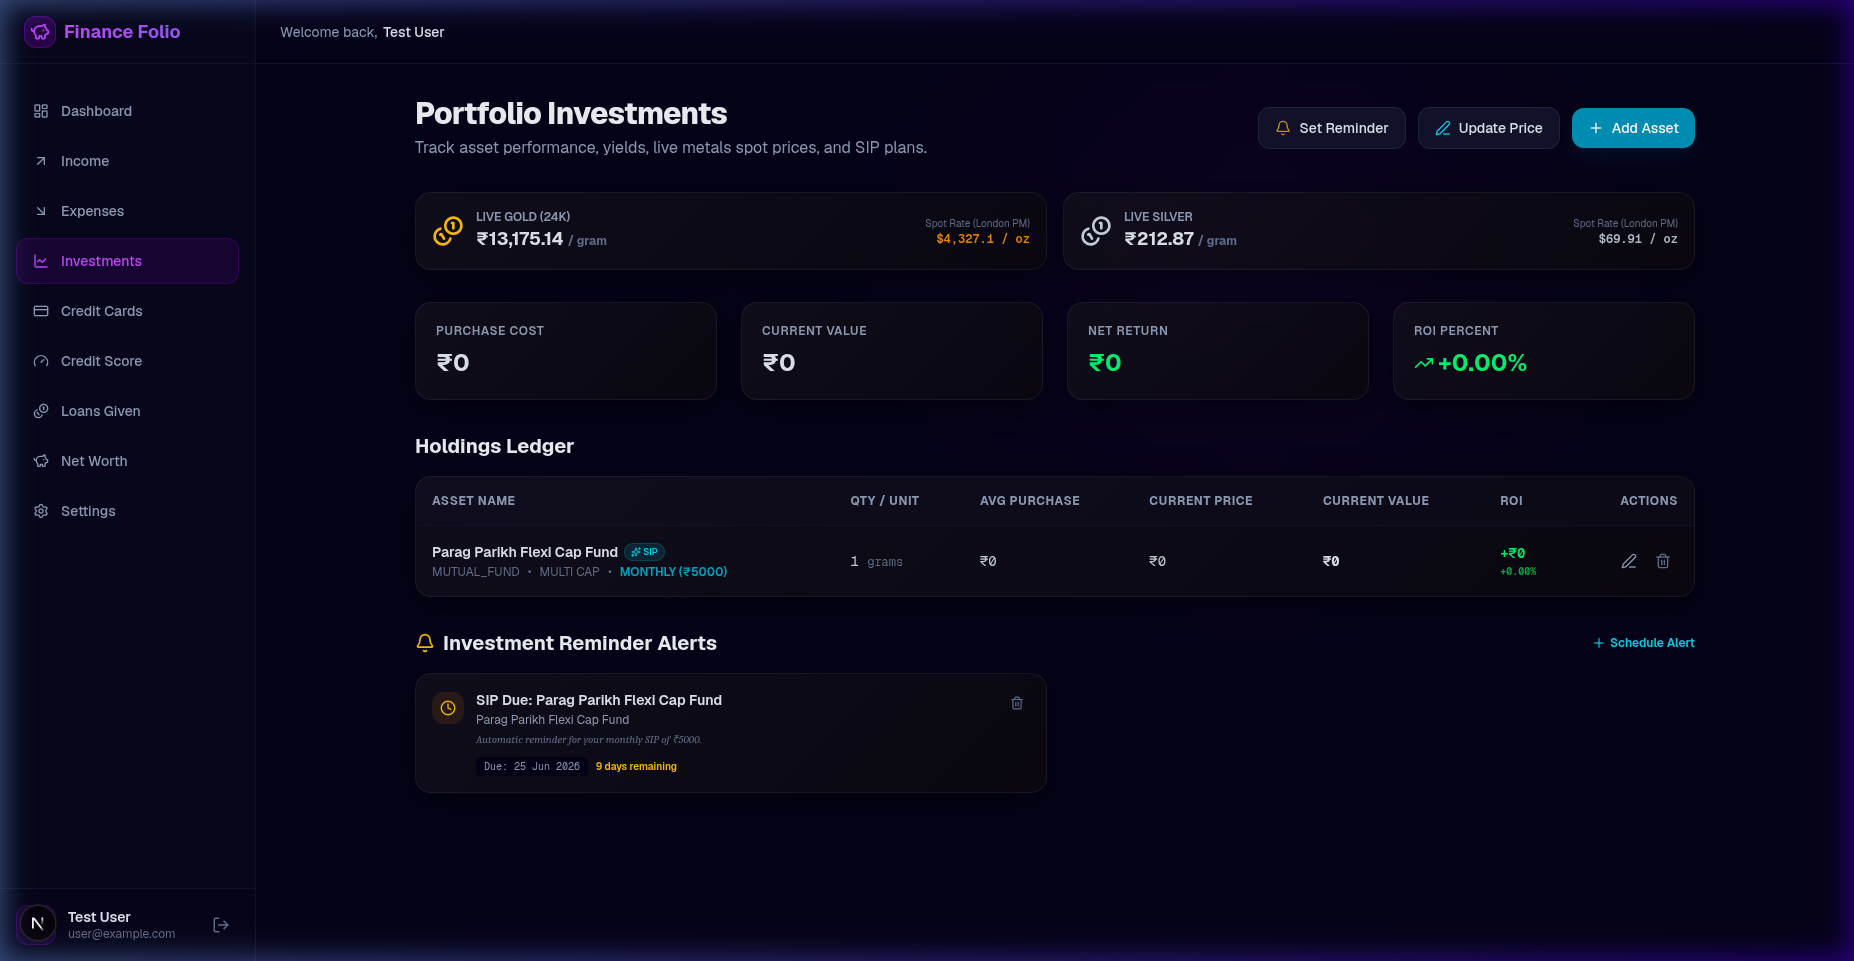 Finance Folio
Welcome back, Test User
Dashboard
Income
Expenses
Investments
Credit Cards
Credit Score
Loans Given
Net Worth
Settings
Portfolio Investments
Track asset performance, yields, live metals spot prices, and SIP plans.
Set Reminder
Update Price
+ Add Asset
LIVE GOLD (24K)
₹13,175.14 / gram
Spot Rate (London PM)
$4,327.1 / oz
LIVE SILVER
₹212.87 / gram
Spot Rate (London PM)
$69.91 / oz
PURCHASE COST
₹0
CURRENT VALUE
₹0
NET RETURN
₹0
ROI PERCENT
+0.00%
Holdings Ledger
ASSET NAME QTY / UNIT AVG PURCHASE CURRENT PRICE CURRENT VALUE ROI ACTIONS
Parag Parikh Flexi Cap Fund SIP
MUTUAL_FUND • MULTI CAP • MONTHLY (₹5000)
1 grams ₹0 ₹0 ₹0
+₹0
+0.00%
Investment Reminder Alerts
+ Schedule Alert
SIP Due: Parag Parikh Flexi Cap Fund
Parag Parikh Flexi Cap Fund
Automatic reminder for your monthly SIP of ₹5000.
Due: 25 Jun 2026 9 days remaining
N
Test User
user@example.com